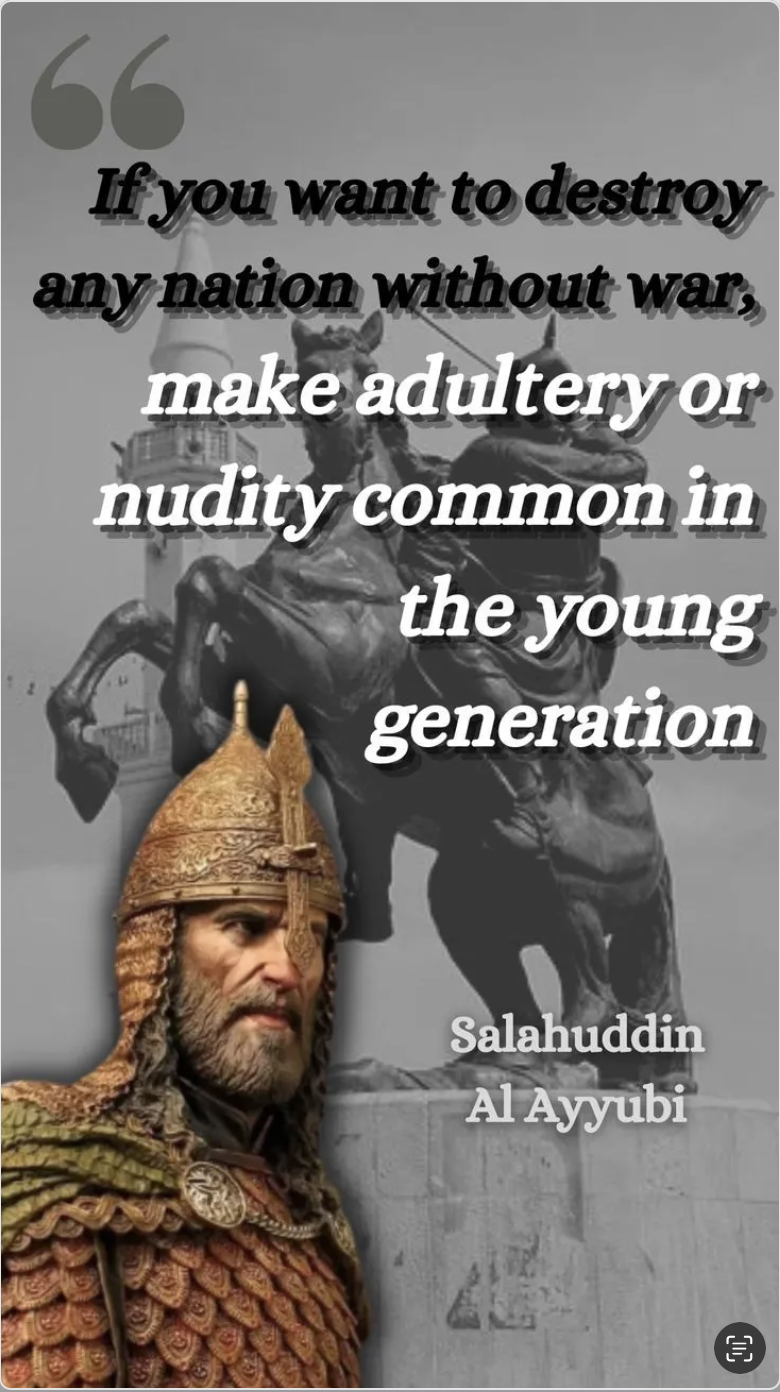 “
If you want to destroy
any nation without war,
make adultery or
nudity common in
the young
generation
Salahuddin
Al Ayyubi